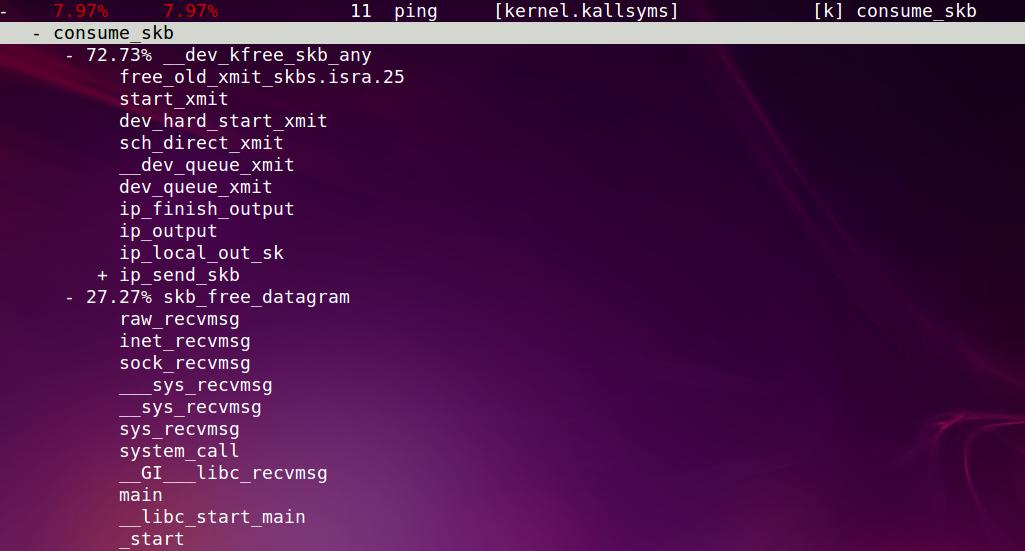 -    7.97%     7.97%            11  ping     [kernel.kallsyms]            [k] consume_skb
   - consume_skb
      - 72.73% __dev_kfree_skb_any
           free_old_xmit_skbs.isra.25
           start_xmit
           dev_hard_start_xmit
           sch_direct_xmit
           __dev_queue_xmit
           dev_queue_xmit
           ip_finish_output
           ip_output
           ip_local_out_sk
         + ip_send_skb
      - 27.27% skb_free_datagram
           raw_recvmsg
           inet_recvmsg
           sock_recvmsg
           ___sys_recvmsg
           __sys_recvmsg
           sys_recvmsg
           system_call
           __GI___libc_recvmsg
           main
           __libc_start_main
           _start